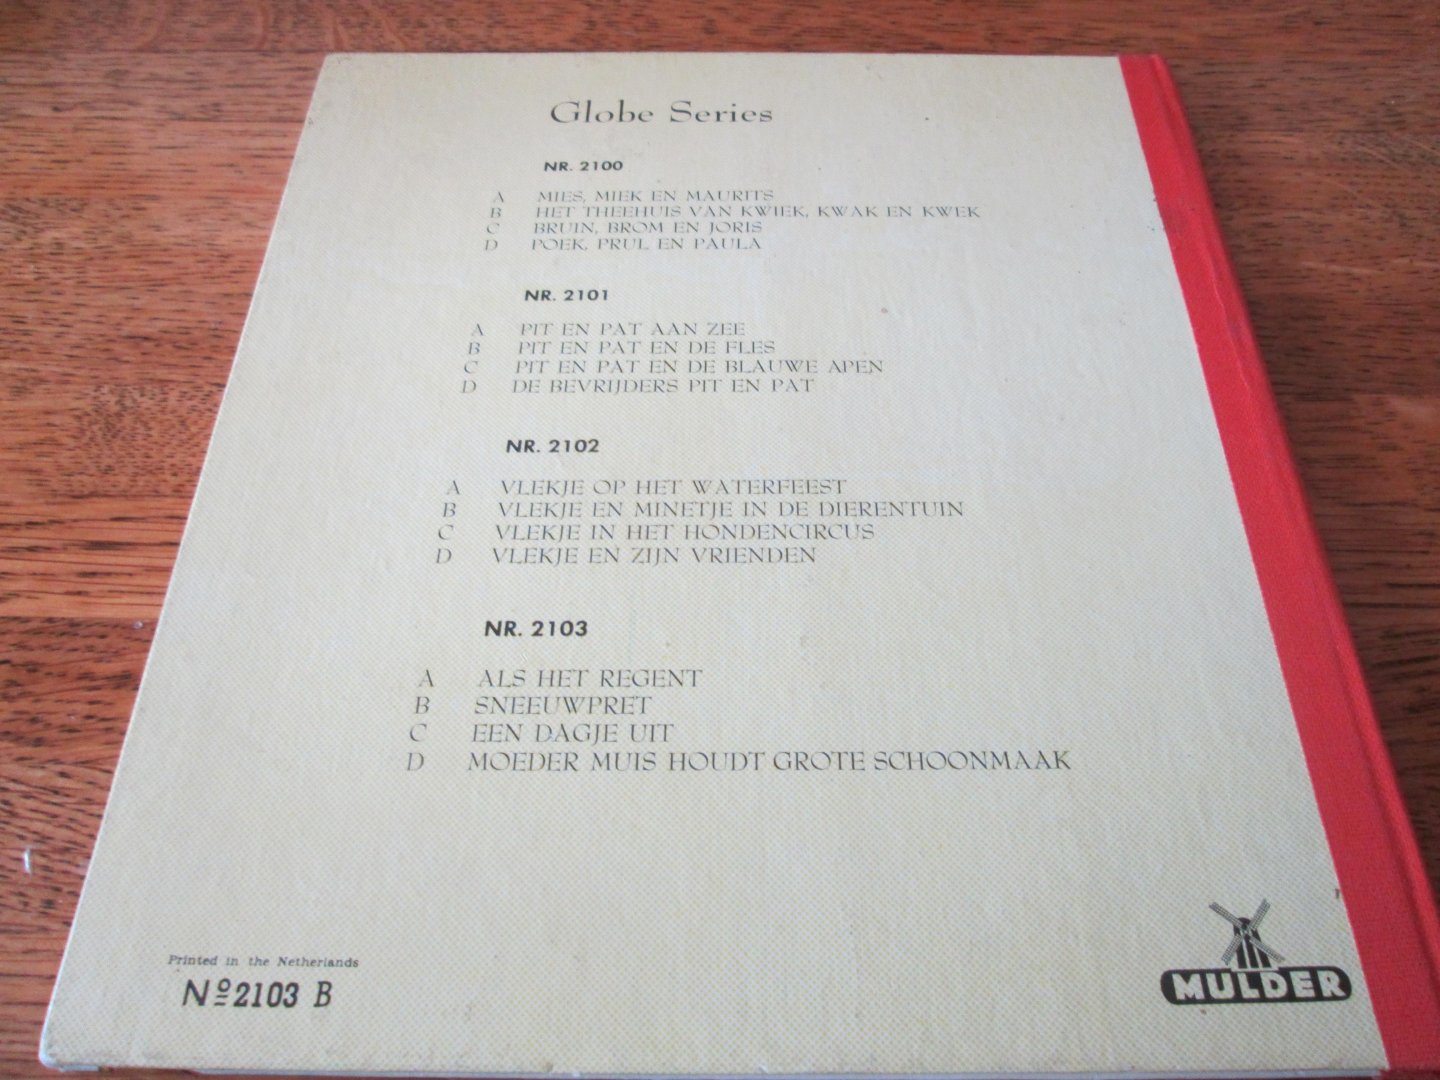 Globe Series
NR. 2100
A MIES, MIEK EN MAURITS
B HET THEEHUIS VAN KWIEK, KWAK EN KWEK
C BRUIN, BROM EN JORIS
D POEK, PRUL EN PAULA
NR. 2101
A PIT EN PAT AAN ZEE
B PIT EN PAT EN DE FLES
C PIT EN PAT EN DE BLAUWE APEN
D DE BEVRIJDERS PIT EN PAT
NR. 2102
A VLEKJE OP HET WATERFEEST
B VLEKJE EN MINETJE IN DE DIERENTUIN
C VLEKJE IN HET HONDENCIRCUS
D VLEKJE EN ZIJN VRIENDEN
NR. 2103
A ALS HET REGENT
B SNEEUWPRET
C EEN DAGJE UIT
D MOEDER MUIS HOUDT GROTE SCHOONMAAK
Printed in the Netherlands
Nº 2103 B
MULDER